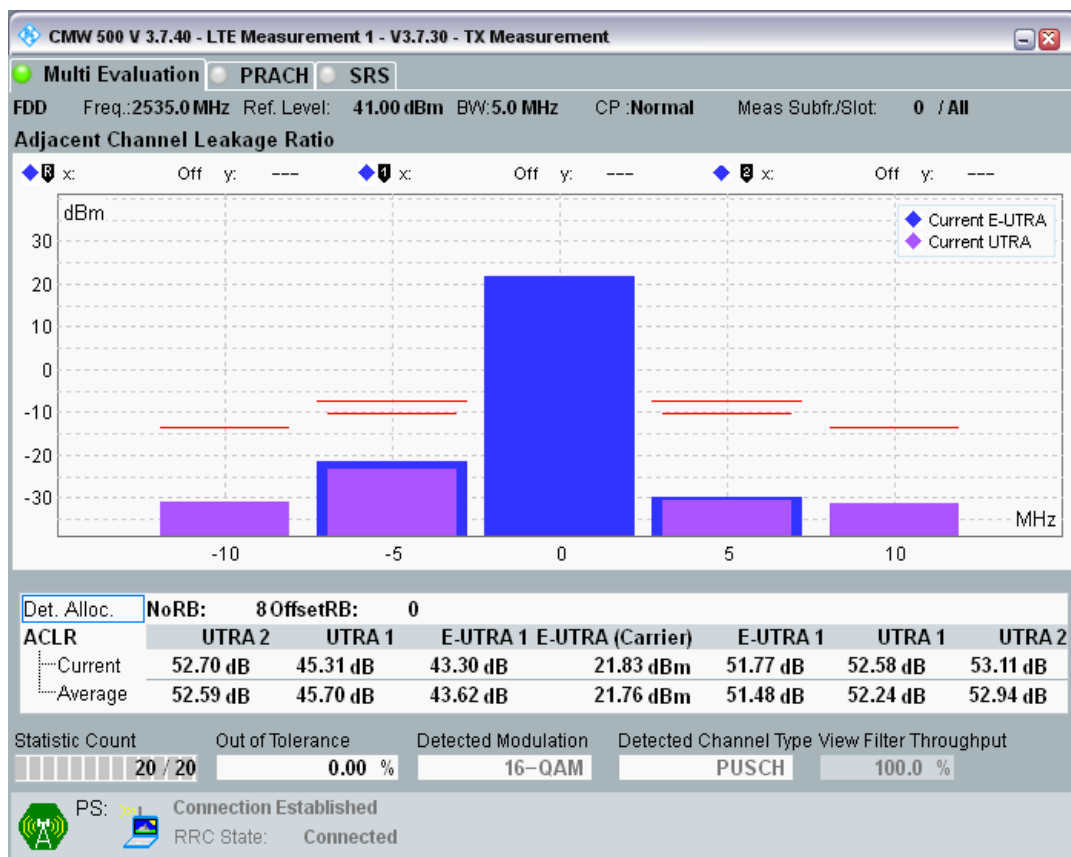 CMW 500 V 3.7.40 - LTE Measurement 1 - V3.7.30 - TX Measurement
Multi Evaluation PRACH SRS
FDD Freq.:2535.0 MHz Ref. Level: 41.00 dBm BW:5.0 MHz CP :Normal Meas Subfr./Slot: 0 / All
Adjacent Channel Leakage Ratio
R x: Off y: --- 1 x: Off y: --- 2 x: Off y: ---
dBm
Current E-UTRA
Current UTRA
30
20
10
0
-10
-20
-30
MHz
-10 -5 0 5 10
Det. Alloc. NoRB: 8 OffsetRB: 0
ACLR UTRA 2 UTRA 1 E-UTRA 1 E-UTRA (Carrier) E-UTRA 1 UTRA 1 UTRA 2
Current 52.70 dB 45.31 dB 43.30 dB 21.83 dBm 51.77 dB 52.58 dB 53.11 dB
Average 52.59 dB 45.70 dB 43.62 dB 21.76 dBm 51.48 dB 52.24 dB 52.94 dB
Statistic Count Out of Tolerance Detected Modulation Detected Channel Type View Filter Throughput
20 / 20 0.00 % 16-QAM PUSCH 100.0 %
PS: Connection Established
RRC State: Connected